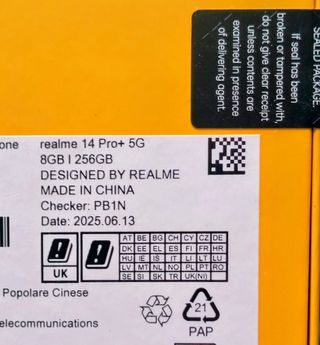 SEALED PACKAGE
If seal has been
broken or tampered with,
do not give clear receipt
unless contents are
examined in presence
of delivering agent.
one
realme 14 Pro+ 5G
8GB | 256GB
DESIGNED BY REALME
MADE IN CHINA
Checker: PB1N
Date: 2025.06.13
UK
AT BE BG CH CY CZ DE
DK EE EL ES FI FR HR
HU IE IS IT LI LT LU
LV MT NL NO PL PT RO
SE SI SK TR UK(NI)
Popolare Cinese
elecommunications
21
PAP